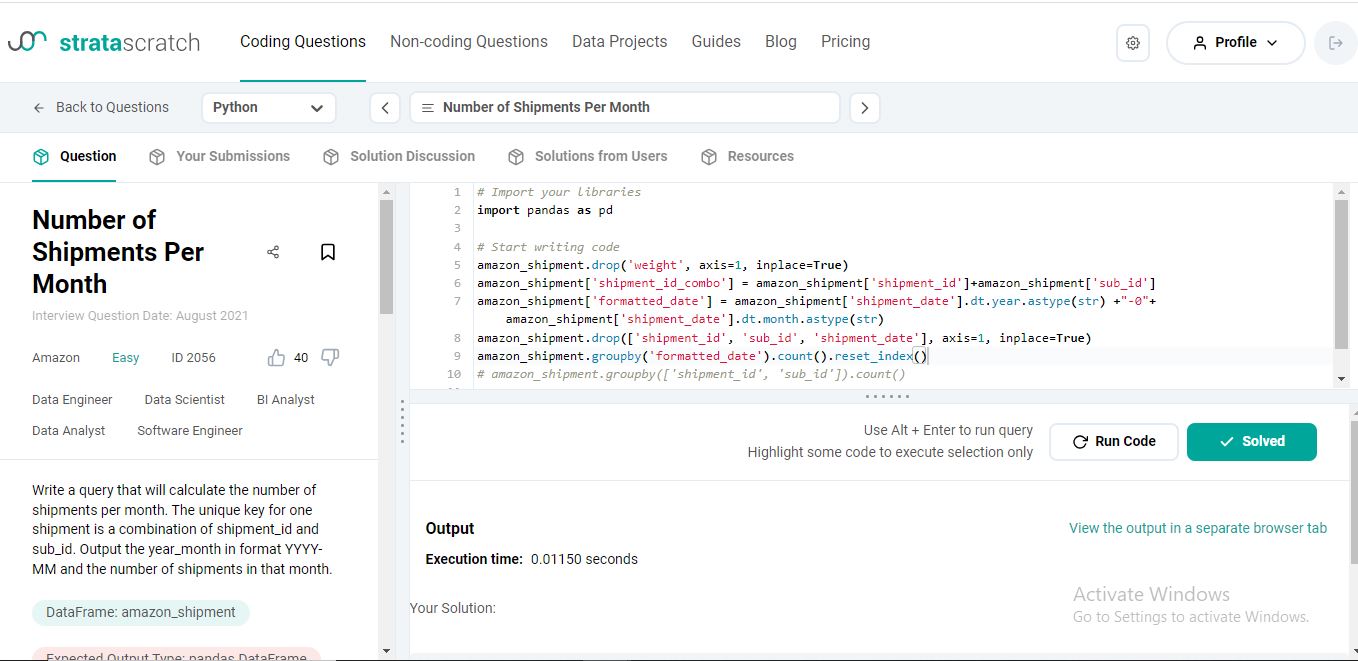 stratascratch
Coding Questions
Non-coding Questions
Data Projects
Guides
Blog
Pricing
Profile
Back to Questions
Python
Number of Shipments Per Month
Question
Your Submissions
Solution Discussion
Solutions from Users
Resources
Number of
Shipments Per
Month
Interview Question Date: August 2021
Amazon
Easy
ID 2056
40
Data Engineer
Data Scientist
BI Analyst
Data Analyst
Software Engineer
Write a query that will calculate the number of
shipments per month. The unique key for one
shipment is a combination of shipment_id and
sub_id. Output the year_month in format YYYY-
MM and the number of shipments in that month.
DataFrame: amazon_shipment
Expected Output Type: pandas.DataFrame
1 # Import your libraries
2 import pandas as pd
3
4 # Start writing code
5 amazon_shipment.drop('weight', axis=1, inplace=True)
6 amazon_shipment['shipment_id_combo'] = amazon_shipment['shipment_id']+amazon_shipment['sub_id']
7 amazon_shipment['formatted_date'] = amazon_shipment['shipment_date'].dt.year.astype(str) +"-0"+
amazon_shipment['shipment_date'].dt.month.astype(str)
8 amazon_shipment.drop(['shipment_id', 'sub_id', 'shipment_date'], axis=1, inplace=True)
9 amazon_shipment.groupby('formatted_date').count().reset_index()
10 # amazon_shipment.groupby(['shipment_id', 'sub_id']).count()
Use Alt + Enter to run query
Highlight some code to execute selection only
Run Code
Solved
Output
View the output in a separate browser tab
Execution time: 0.01150 seconds
Your Solution:
Activate Windows
Go to Settings to activate Windows.